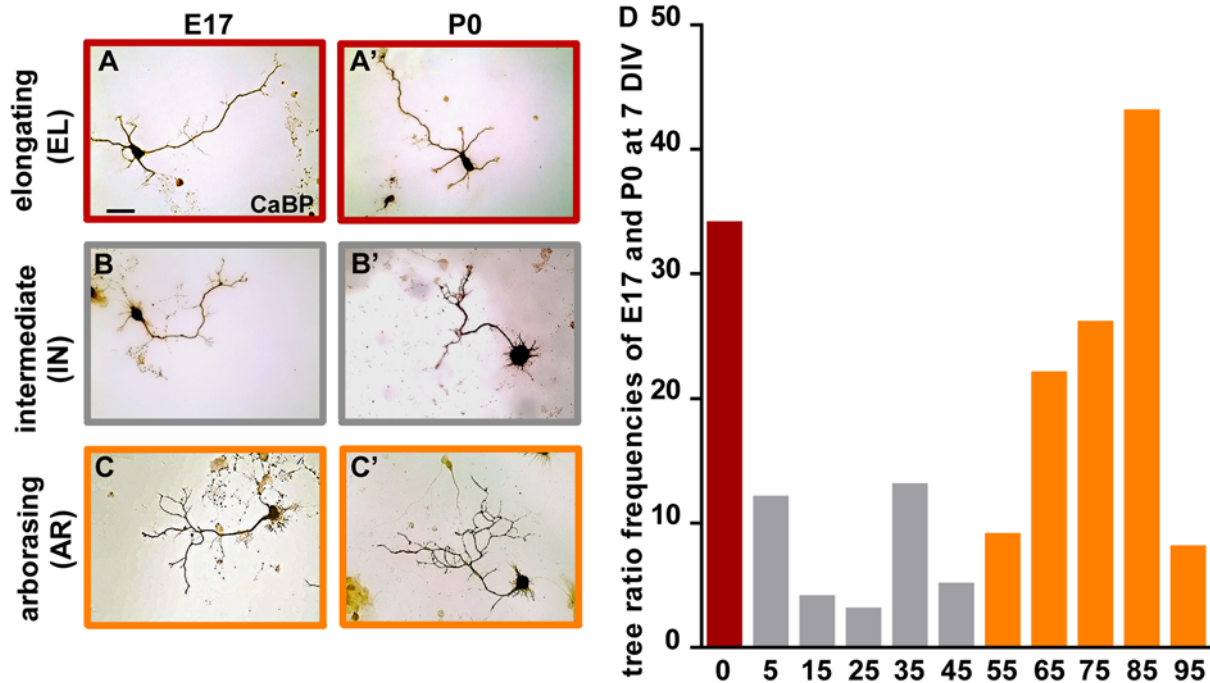 E17
P0
elongating
(EL)
A
CaBP
A'
intermediate
(IN)
B
B'
arborasing
(AR)
C
C'
D
tree ratio frequencies of E17 and P0 at 7 DIV
50
40
30
20
10
0
0 5 15 25 35 45 55 65 75 85 95